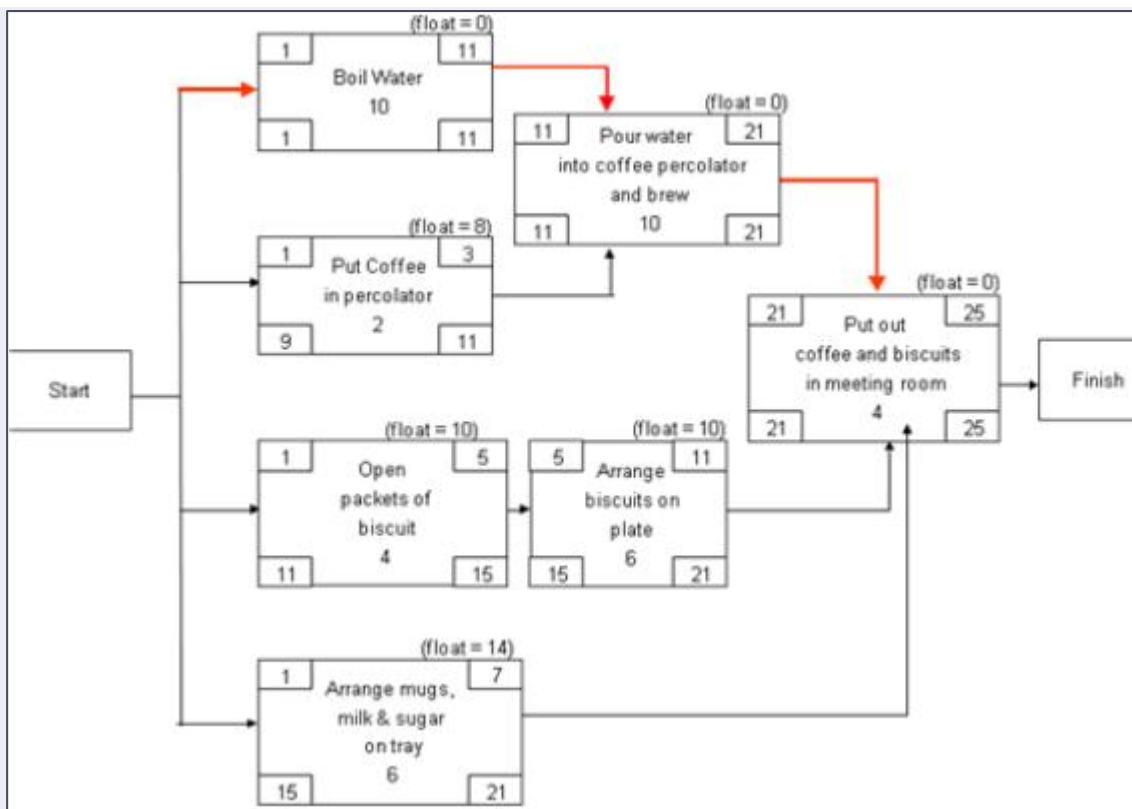 (float = 0)
1 11
Boil Water
10
1 11
(float = 0)
11 21
Pour water
into coffee percolator
and brew
10
11 21
(float = 8)
1 3
Put Coffee
in percolator
2
9 11
(float = 0)
21 25
Put out
coffee and biscuits
in meeting room
4
21 25
Start
Finish
(float = 10)
1 5
Open
packets of
biscuit
4
11 15
(float = 10)
5 11
Arrange
biscuits on
plate
6
15 21
(float = 14)
1 7
Arrange mugs,
milk & sugar
on tray
6
15 21